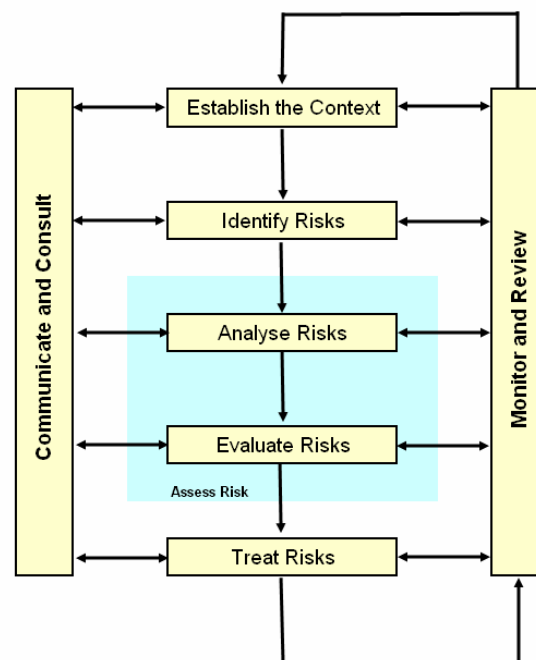 Establish the Context
Identify Risks
Analyse Risks
Evaluate Risks
Assess Risk
Treat Risks
Communicate and Consult
Monitor and Review